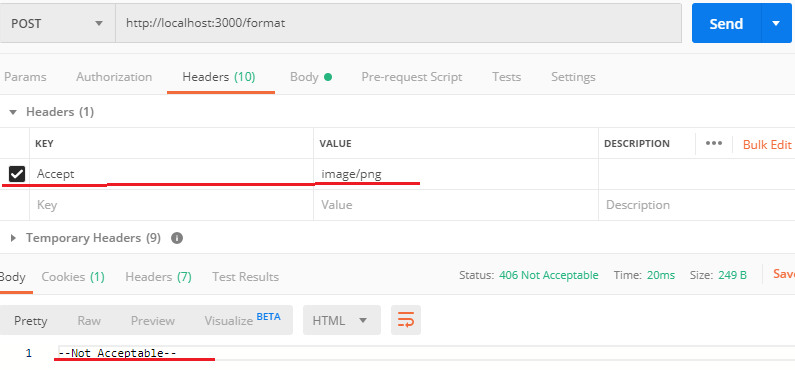 POST http://localhost:3000/format Send
Params Authorization Headers (10) Body Pre-request Script Tests Settings
Headers (1)
KEY VALUE DESCRIPTION ••• Bulk Edit
Accept image/png
Key Value Description
Temporary Headers (9) i
Body Cookies (1) Headers (7) Test Results Status: 406 Not Acceptable Time: 20ms Size: 249 B Save
Pretty Raw Preview Visualize BETA HTML
1 --Not Acceptable--